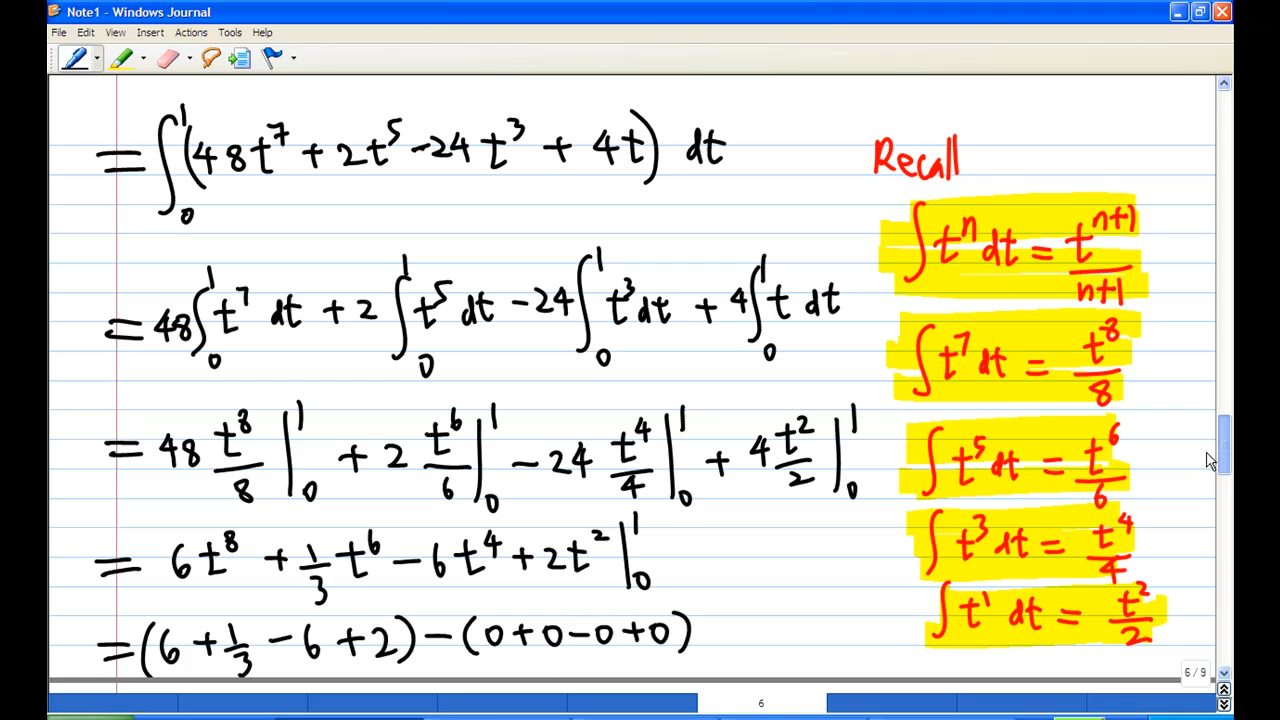 Note1 - Windows Journal
File Edit View Insert Actions Tools Help
= ∫₀¹ (48t⁷ + 2t⁵ - 24t³ + 4t) dt
= 48 ∫₀¹ t⁷ dt + 2 ∫₀¹ t⁵ dt - 24 ∫₀¹ t³ dt + 4 ∫₀¹ t dt
= 48 t⁸/8 |₀¹ + 2 t⁶/6 |₀¹ - 24 t⁴/4 |₀¹ + 4 t²/2 |₀¹
= 6t⁸ + 1/3 t⁶ - 6t⁴ + 2t² |₀¹
= (6 + 1/3 - 6 + 2) - (0 + 0 - 0 + 0)
Recall
∫ tⁿ dt = tⁿ⁺¹/n+1
∫ t⁷ dt = t⁸/8
∫ t⁵ dt = t⁶/6
∫ t³ dt = t⁴/4
∫ t¹ dt = t²/2
6 / 9
6